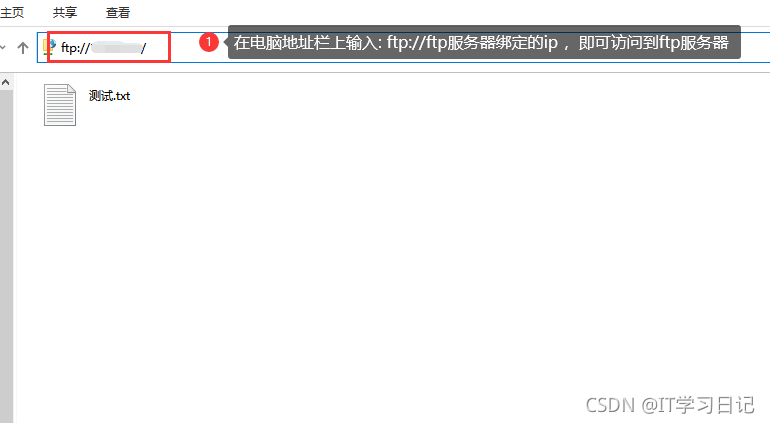 主页 共享 查看
ftp:// /
1 在电脑地址栏上输入: ftp://ftp服务器绑定的ip ，即可访问到ftp服务器
测试.txt
CSDN @IT学习日记